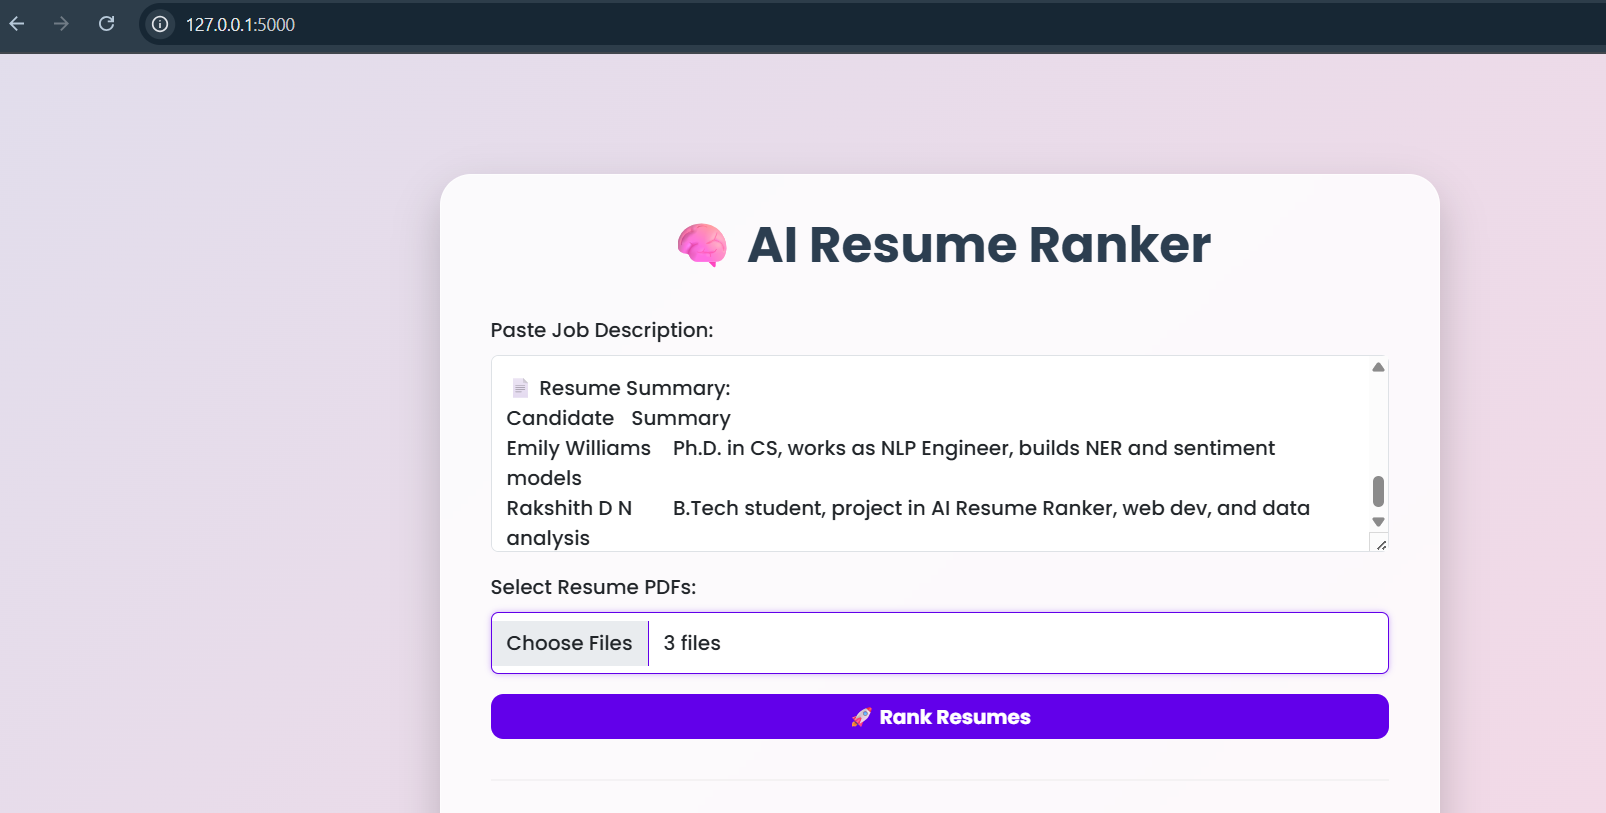 127.0.0.1:5000
🧠 AI Resume Ranker
Paste Job Description:
📄 Resume Summary:
Candidate Summary
Emily Williams Ph.D. in CS, works as NLP Engineer, builds NER and sentiment
models
Rakshith D N B.Tech student, project in AI Resume Ranker, web dev, and data
analysis
Select Resume PDFs:
Choose Files 3 files
🚀 Rank Resumes